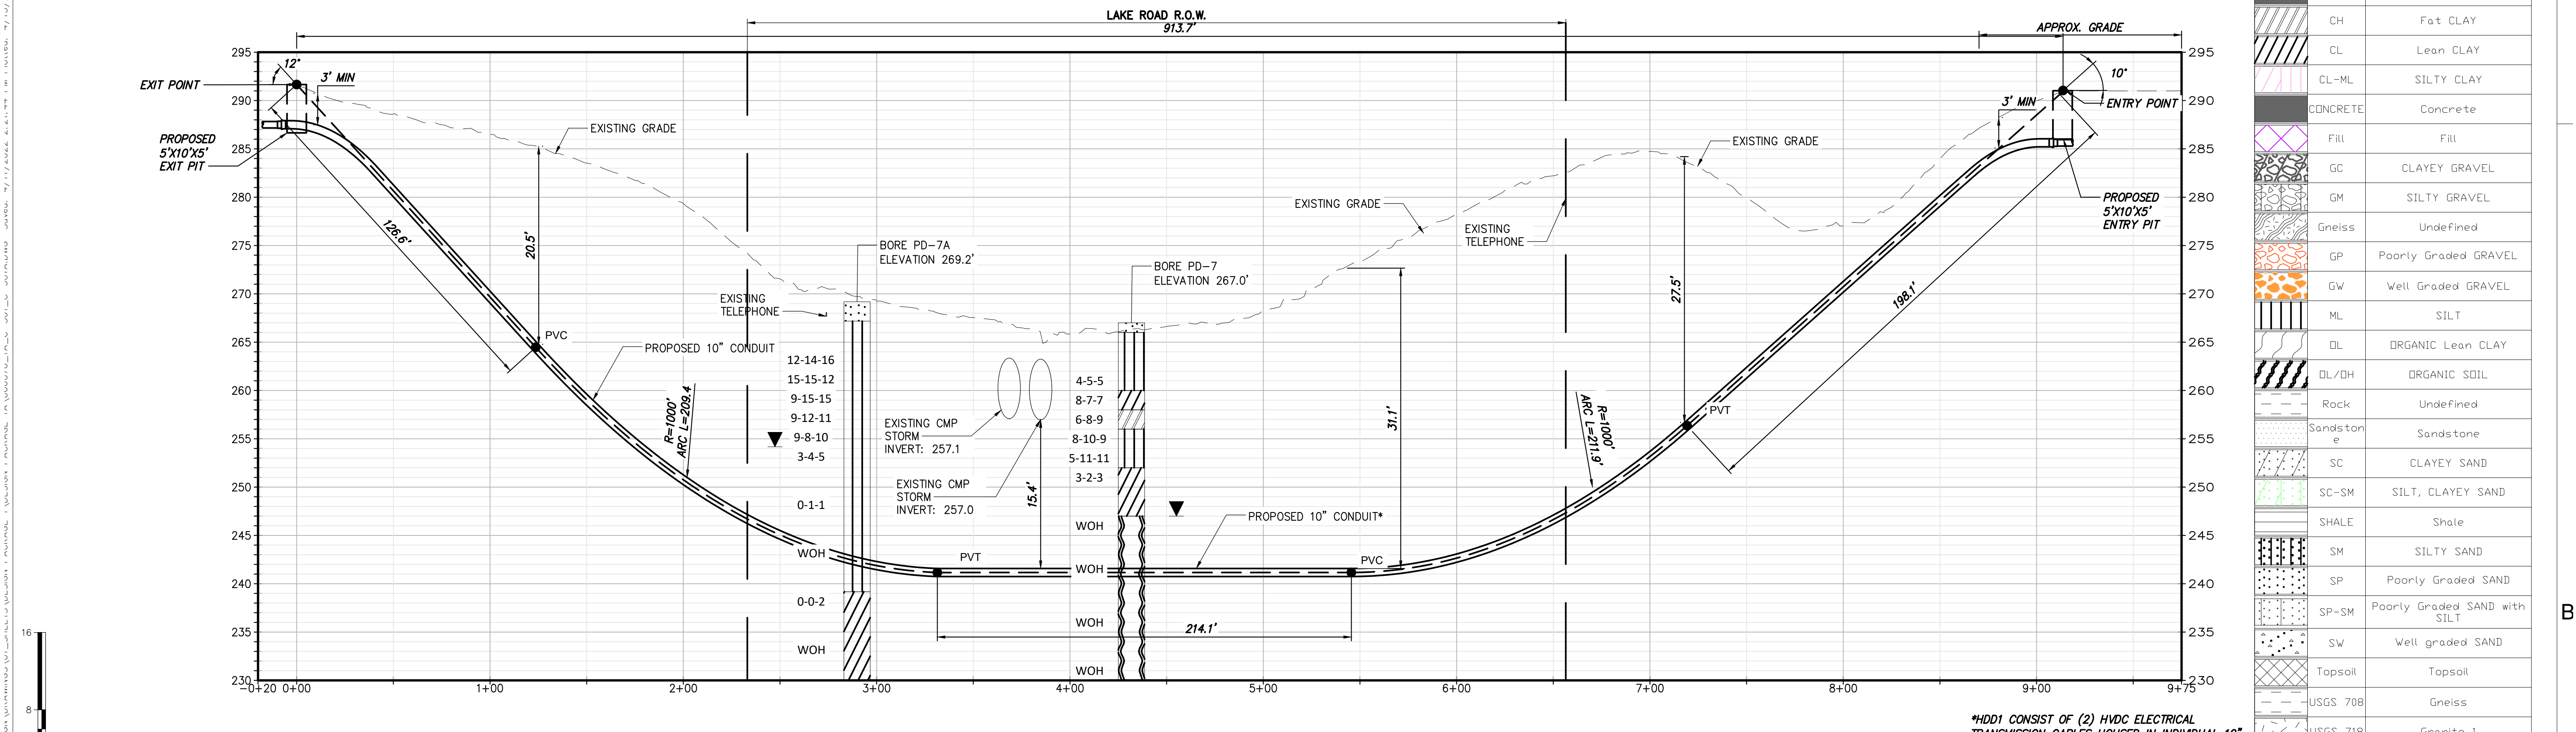 LAKE ROAD R.O.W.
913.7'
APPROX. GRADE
295
290
285
280
275
270
265
260
255
250
245
240
235
230
295
290
285
280
275
270
265
260
255
250
245
240
235
230
-0+20
0+00
1+00
2+00
3+00
4+00
5+00
6+00
7+00
8+00
9+00
9+75
12°
3' MIN
EXIT POINT
PROPOSED
5'X10'X5'
EXIT PIT
EXISTING GRADE
126.6'
20.5'
PVC
PROPOSED 10" CONDUIT
R=1000'
ARC L=209.4
EXISTING
TELEPHONE
BORE PD-7A
ELEVATION 269.2'
12-14-16
15-15-12
9-15-15
9-12-11
9-8-10
3-4-5
0-1-1
WOH
0-0-2
WOH
EXISTING CMP
STORM
INVERT: 257.1
EXISTING CMP
STORM
INVERT: 257.0
15.4'
PVT
214.1'
BORE PD-7
ELEVATION 267.0'
4-5-5
8-7-7
6-8-9
8-10-9
5-11-11
3-2-3
WOH
WOH
WOH
WOH
PROPOSED 10" CONDUIT*
EXISTING GRADE
31.1'
PVC
EXISTING
TELEPHONE
R=1000'
ARC L=211.9'
27.5'
EXISTING GRADE
PVT
198.1'
3' MIN
10°
ENTRY POINT
PROPOSED
5'X10'X5'
ENTRY PIT
*HDD1 CONSIST OF (2) HVDC ELECTRICAL
TRANSMISSION CABLES HOUSED IN INDIVIDUAL 10"
16
8
CH Fat CLAY
CL Lean CLAY
CL-ML SILTY CLAY
CONCRETE Concrete
Fill Fill
GC CLAYEY GRAVEL
GM SILTY GRAVEL
Gneiss Undefined
GP Poorly Graded GRAVEL
GW Well Graded GRAVEL
ML SILT
OL ORGANIC Lean CLAY
OL/OH ORGANIC SOIL
Rock Undefined
Sandston
e Sandstone
SC CLAYEY SAND
SC-SM SILT, CLAYEY SAND
SHALE Shale
SM SILTY SAND
SP Poorly Graded SAND
SP-SM Poorly Graded SAND with
SILT
SW Well graded SAND
Topsoil Topsoil
USGS 708 Gneiss
USGS 718 Granite 1
B